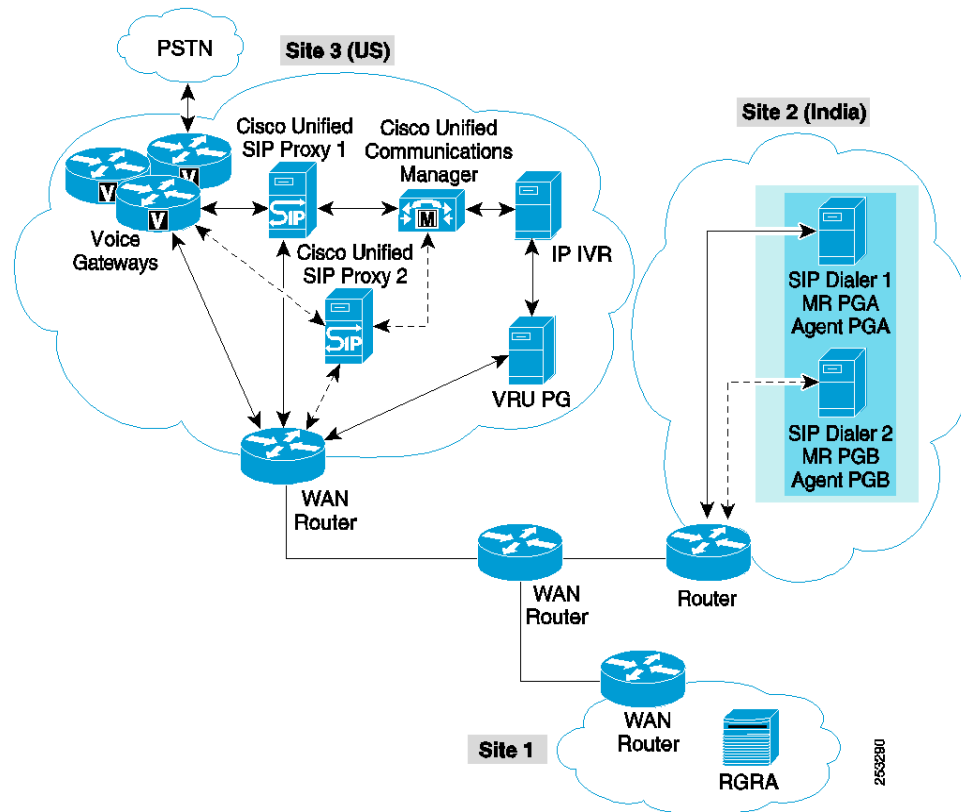 PSTN
Site 3 (US)
Cisco Unified
SIP Proxy 1
Cisco Unified
Communications
Manager
V
V
V
SIP
M
Voice
Gateways
IP IVR
Cisco Unified
SIP Proxy 2
SIP
VRU PG
WAN
Router
Site 2 (India)
SIP Dialer 1
MR PGA
Agent PGA
SIP Dialer 2
MR PGB
Agent PGB
WAN
Router
Router
WAN
Router
Site 1
RGRA
253290